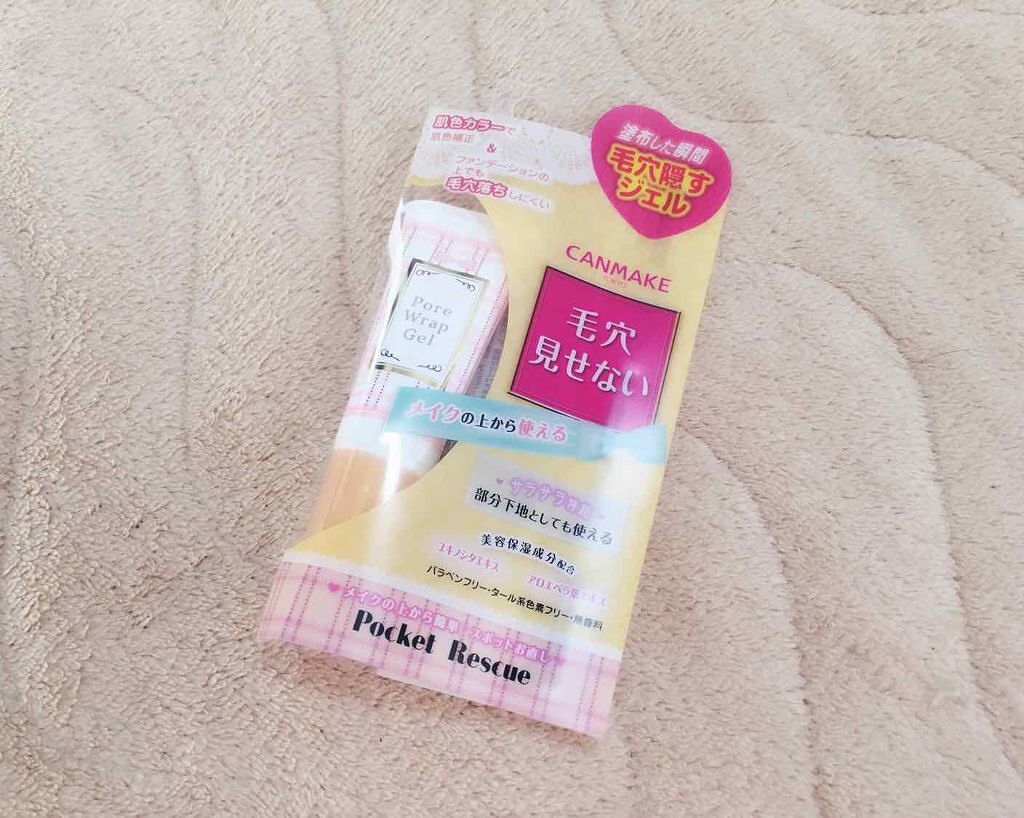 肌色カラーで
肌色補正
&
ファンデーションの
上でも
毛穴落ちしにくい
塗布した瞬間
毛穴隠す
ジェル
CANMAKE
TOKYO
毛穴
見せない
Pore
Wrap
Gel
メイクの上から使える
サラサラ
部分下地としても使える
美容保湿成分配合
ユキノシタエキス
アロエベラ葉エキス
パラベンフリー・タール系色素フリー・無香料
メイクの上から簡単 スポットお直し
Pocket Rescue